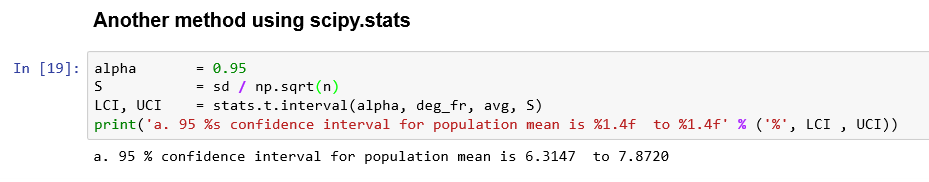 Another method using scipy.stats
In [19]: alpha = 0.95
S = sd / np.sqrt(n)
LCI, UCI = stats.t.interval(alpha, deg_fr, avg, S)
print('a. 95 %s confidence interval for population mean is %1.4f  to %1.4f' % ('%', LCI , UCI))
a. 95 % confidence interval for population mean is 6.3147  to 7.8720